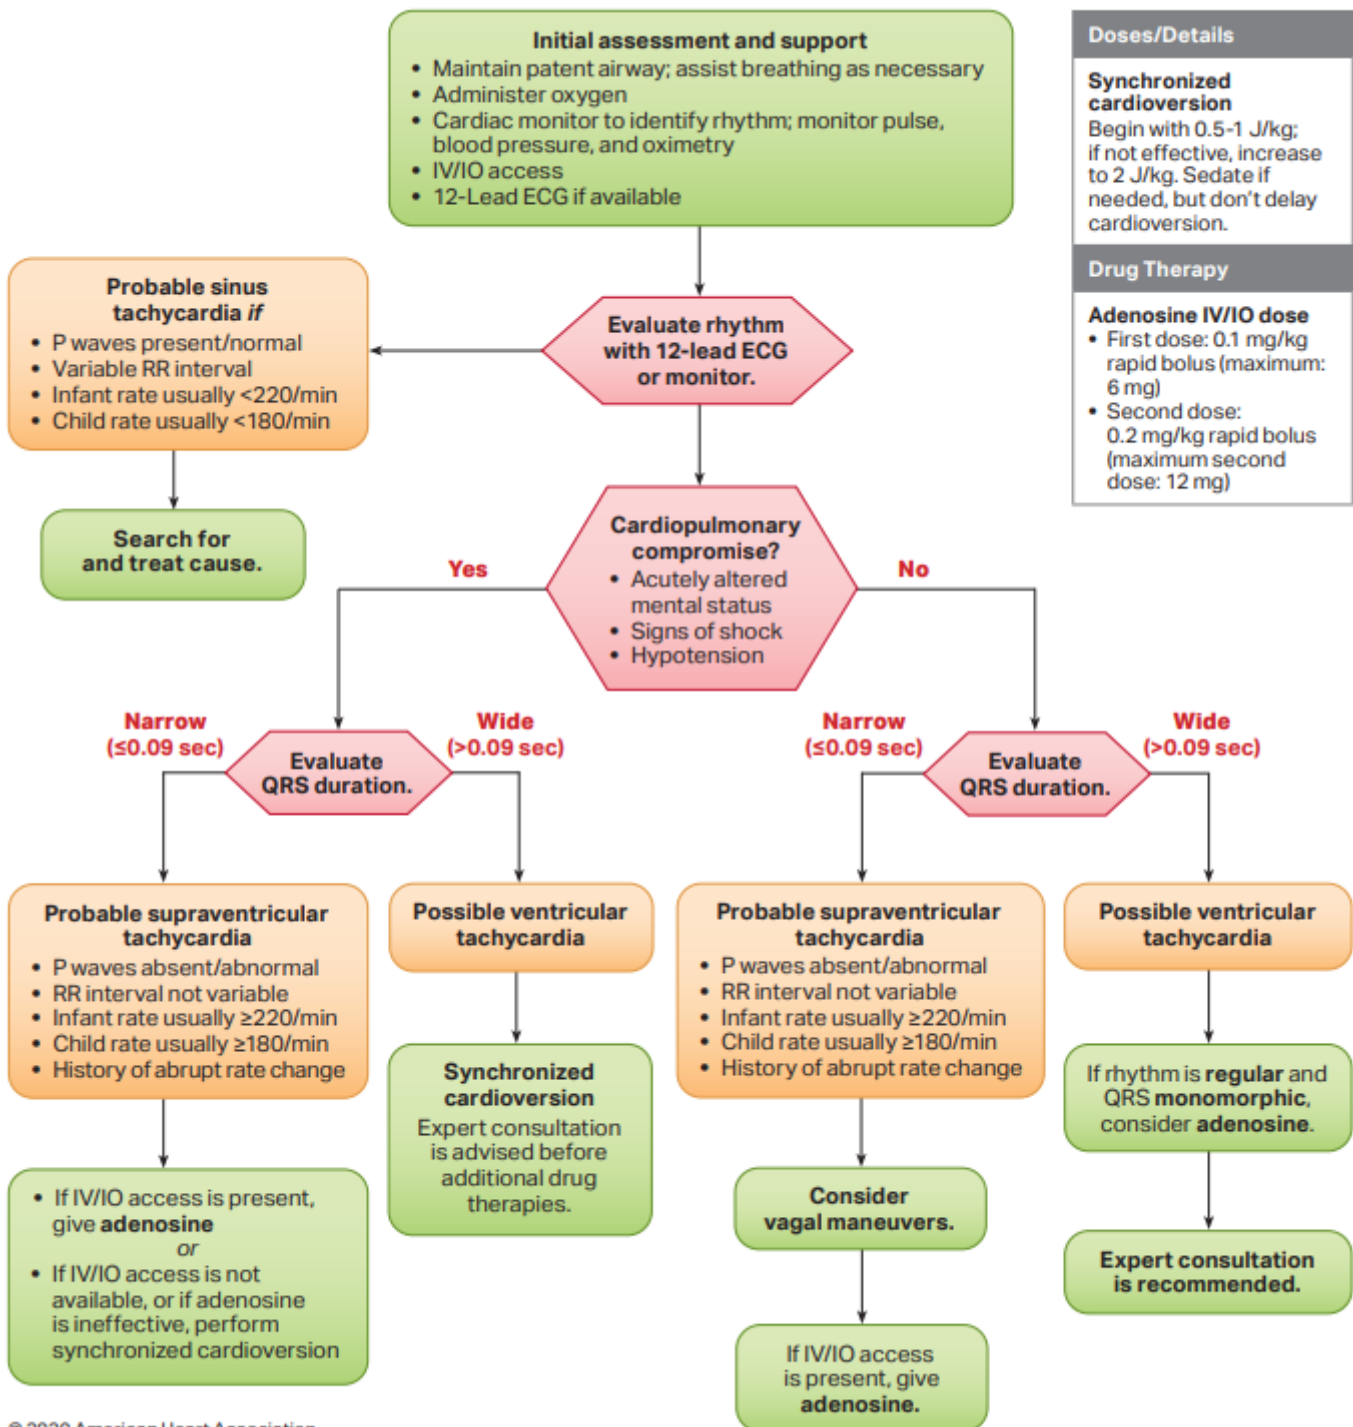 Initial assessment and support
• Maintain patent airway; assist breathing as necessary
• Administer oxygen
• Cardiac monitor to identify rhythm; monitor pulse,
blood pressure, and oximetry
• IV/IO access
• 12-Lead ECG if available
Doses/Details
Synchronized
cardioversion
Begin with 0.5-1 J/kg;
if not effective, increase
to 2 J/kg. Sedate if
needed, but don't delay
cardioversion.
Drug Therapy
Adenosine IV/IO dose
• First dose: 0.1 mg/kg
rapid bolus (maximum:
6 mg)
• Second dose:
0.2 mg/kg rapid bolus
(maximum second
dose: 12 mg)
Probable sinus
tachycardia if
• P waves present/normal
• Variable RR interval
• Infant rate usually <220/min
• Child rate usually <180/min
Evaluate rhythm
with 12-lead ECG
or monitor.
Search for
and treat cause.
Cardiopulmonary
compromise?
• Acutely altered
mental status
• Signs of shock
• Hypotension
Yes
No
Narrow
(≤0.09 sec)
Wide
(>0.09 sec)
Evaluate
QRS duration.
Narrow
(≤0.09 sec)
Wide
(>0.09 sec)
Evaluate
QRS duration.
Probable supraventricular
tachycardia
• P waves absent/abnormal
• RR interval not variable
• Infant rate usually ≥220/min
• Child rate usually ≥180/min
• History of abrupt rate change
Possible ventricular
tachycardia
Probable supraventricular
tachycardia
• P waves absent/abnormal
• RR interval not variable
• Infant rate usually ≥220/min
• Child rate usually ≥180/min
• History of abrupt rate change
Possible ventricular
tachycardia
• If IV/IO access is present,
give adenosine
or
• If IV/IO access is not
available, or if adenosine
is ineffective, perform
synchronized cardioversion
Synchronized
cardioversion
Expert consultation
is advised before
additional drug
therapies.
Consider
vagal maneuvers.
If IV/IO access
is present, give
adenosine.
If rhythm is regular and
QRS monomorphic,
consider adenosine.
Expert consultation
is recommended.
© 2020 American Heart Association